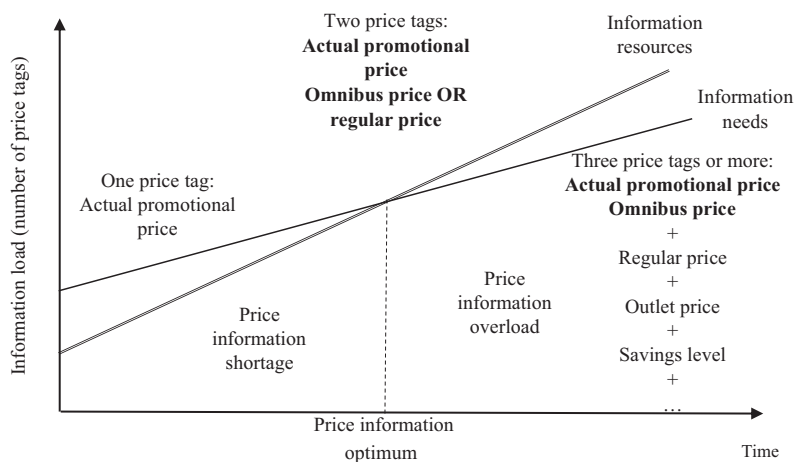 Two price tags:
Actual promotional
price
Omnibus price OR
regular price
Information
resources
Information
needs
One price tag:
Actual promotional
price
Three price tags or more:
Actual promotional price
Omnibus price
+
Regular price
+
Outlet price
+
Savings level
+
...
Price
information
shortage
Price
information
overload
Information load (number of price tags)
Price information
optimum
Time